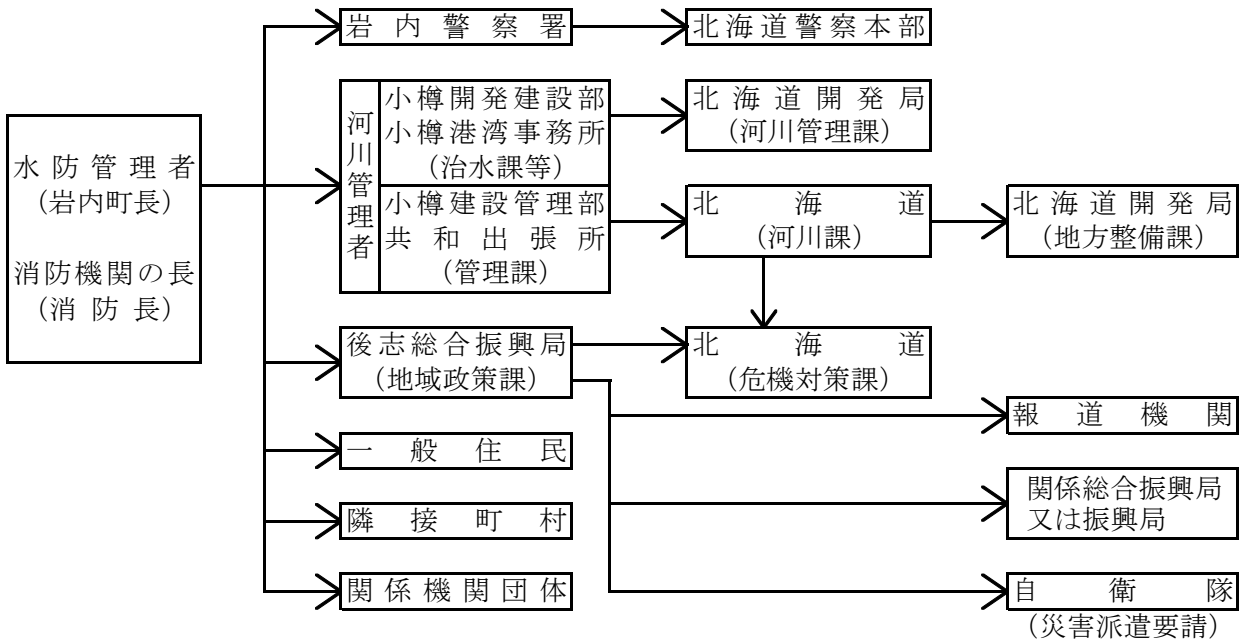 水防管理者
（岩内町長）
消防機関の長
（消防長）
岩内警察署
北海道警察本部
河川管理者
小樽開発建設部
小樽港湾事務所
（治水課等）
小樽建設管理部
共和出張所
（管理課）
北海道開発局
（河川管理課）
北海道
（河川課）
北海道開発局
（地方整備課）
後志総合振興局
（地域政策課）
北海道
（危機対策課）
一般住民
隣接町村
関係機関団体
報道機関
関係総合振興局
又は振興局
自衛隊
（災害派遣要請）